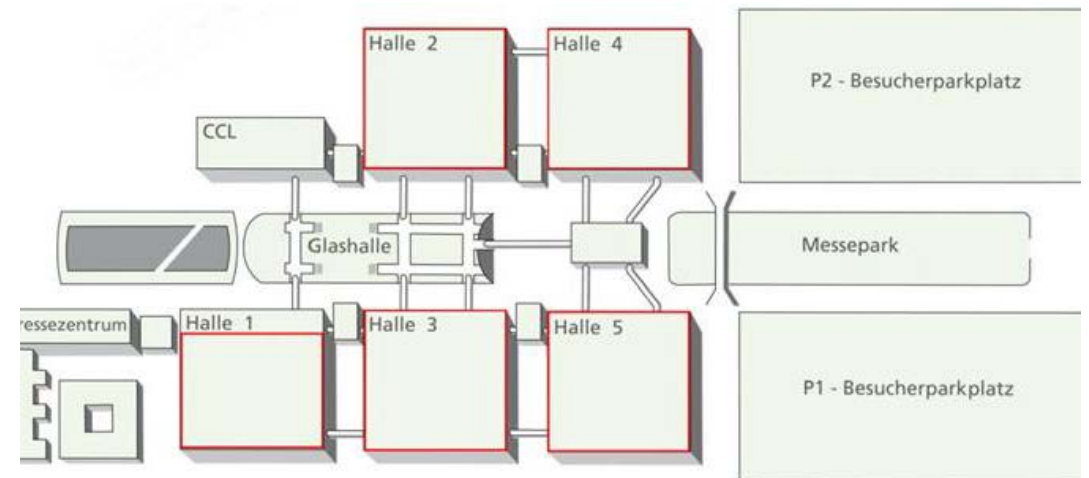 Halle 2
Halle 4
P2 - Besucherparkplatz
CCL
Glashalle
Messepark
ressezentrum
Halle 1
Halle 3
Halle 5
P1 - Besucherparkplatz